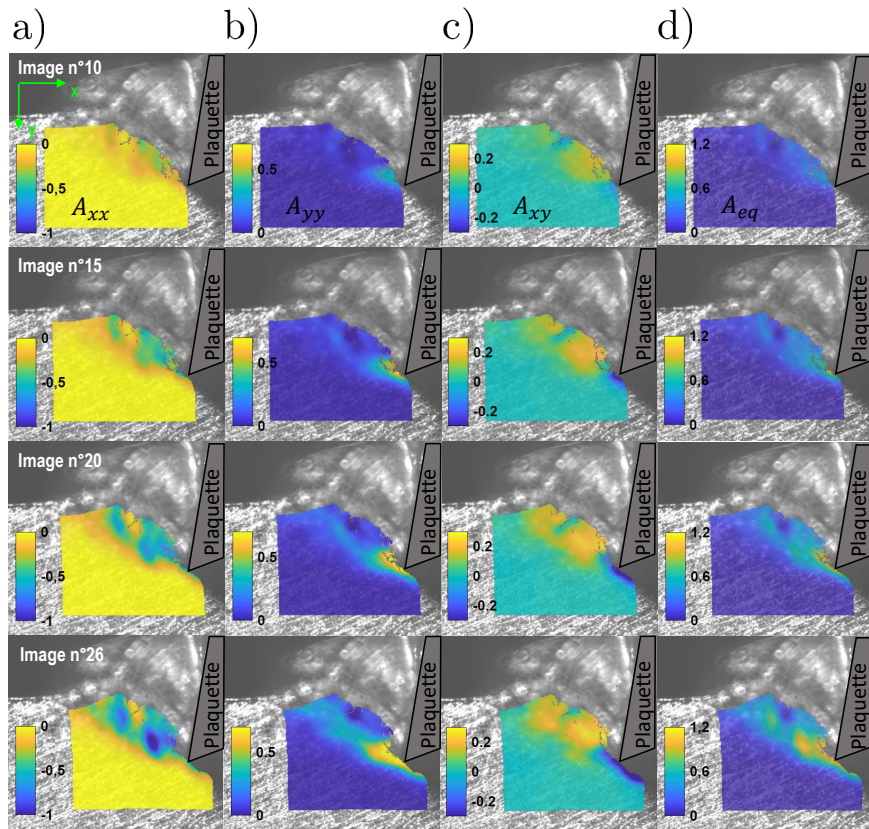 a) b) c) d)
Image n°10
x
y
Plaquette Plaquette Plaquette Plaquette
0 0.5 0 0.2 0 -0.2 1,2 0,6 0
-0,5
-1
A_xx A_yy A_xy A_eq
Image n°15
Plaquette Plaquette Plaquette Plaquette
0 0.5 0 0.2 0 -0.2 1,2 0,6 0
-0,5
-1
Image n°20
Plaquette Plaquette Plaquette Plaquette
0 0.5 0 0.2 0 -0.2 1,2 0,6 0
-0,5
-1
Image n°26
Plaquette Plaquette Plaquette Plaquette
0 0.5 0 0.2 0 -0.2 1,2 0,6 0
-0,5
-1